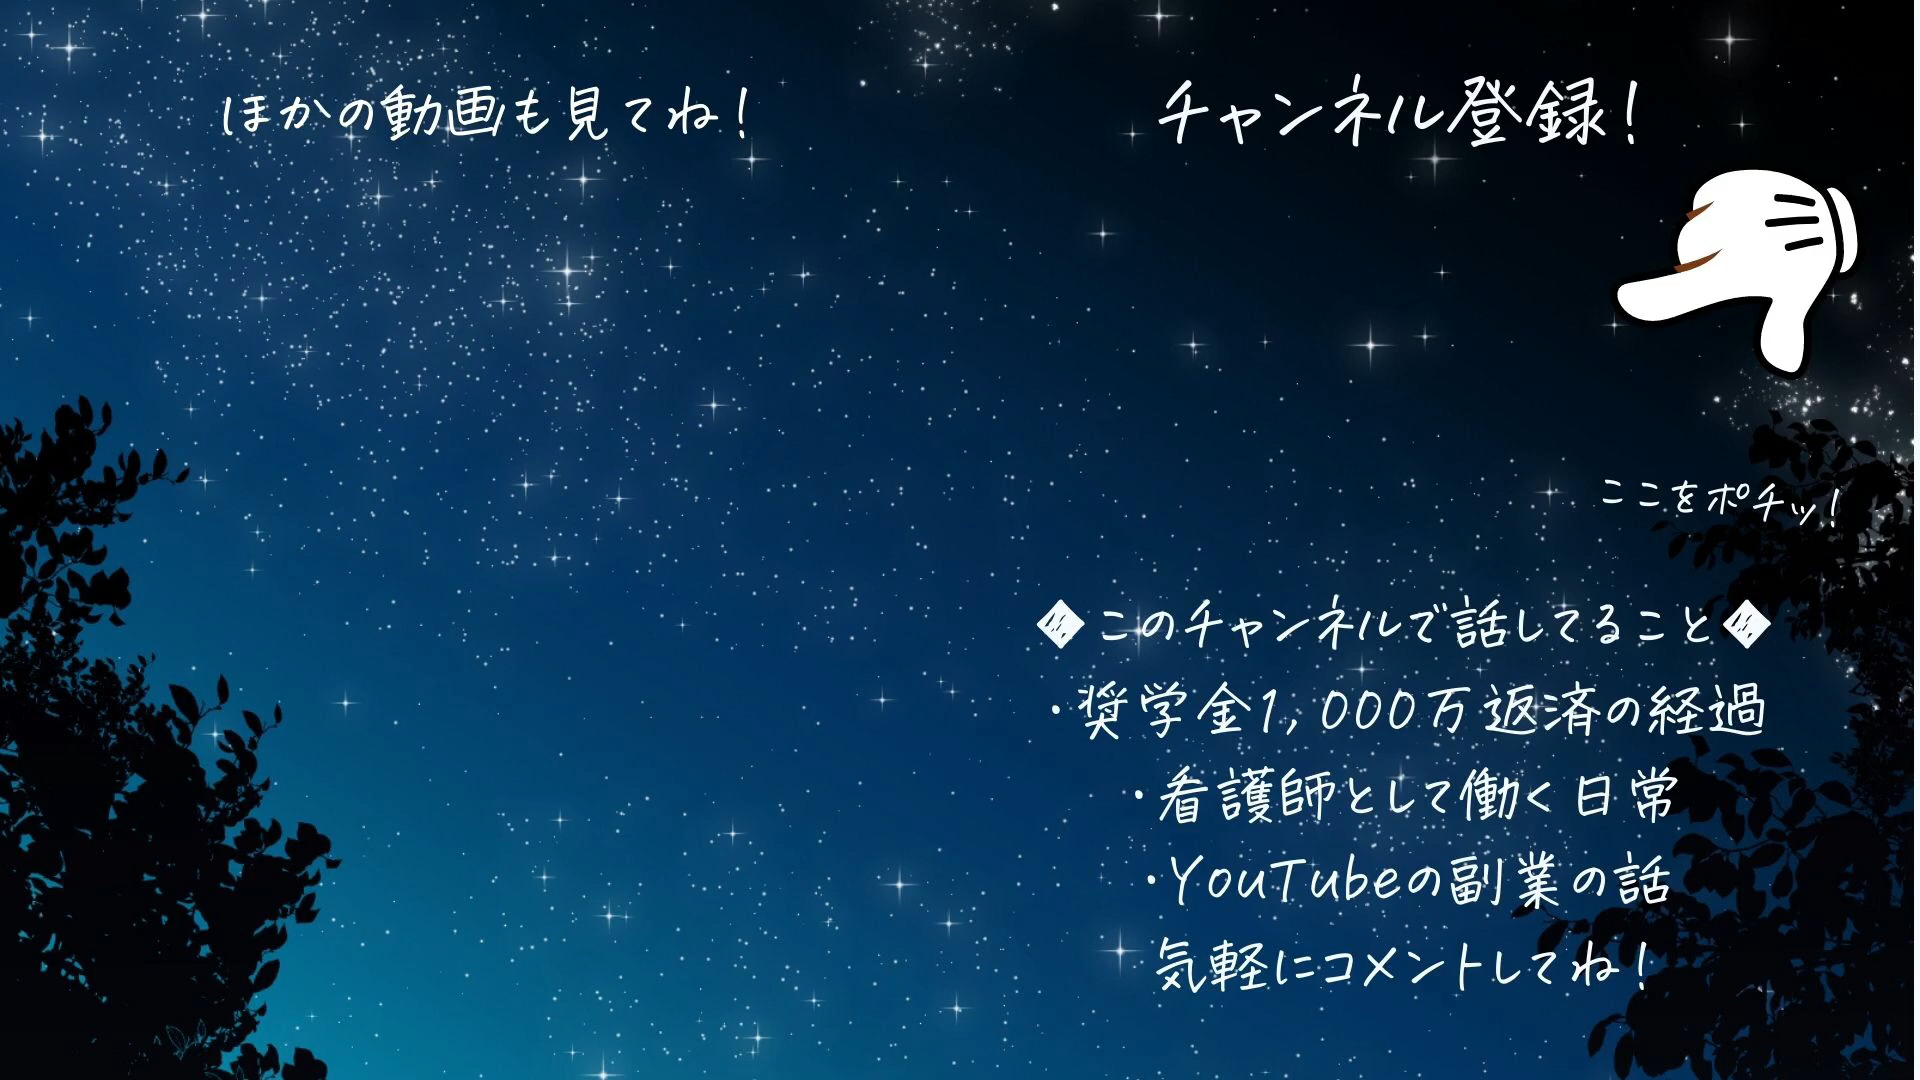 ほかの動画も見てね!
チャンネル登録!
ここをポチッ!
◆このチャンネルで話してること◆
・奨学金1,000万返済の経過
・看護師として働く日常
・YouTubeの副業の話
気軽にコメントしてね!